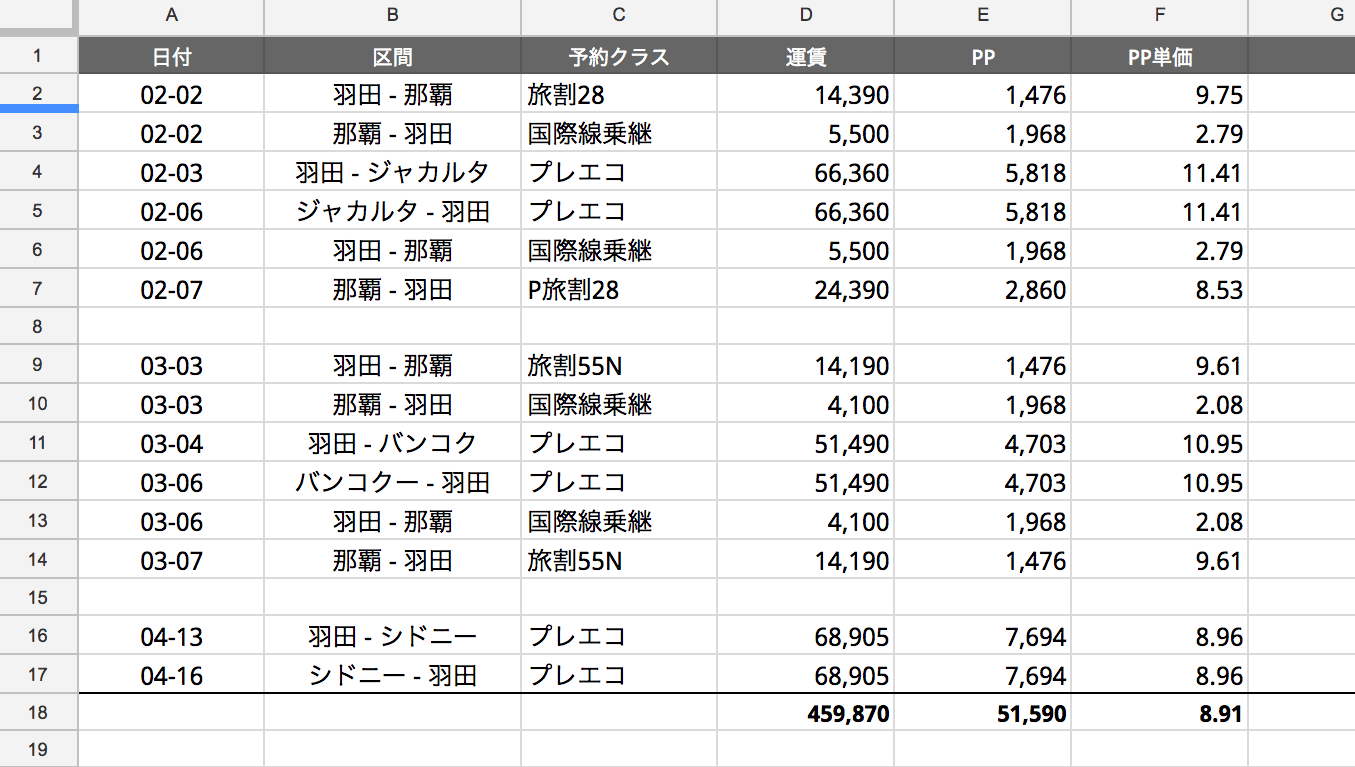 A B C D E F G
1 日付 区間 予約クラス 運賃 PP PP単価
2 02-02 羽田 - 那覇 旅割28 14,390 1,476 9.75
3 02-02 那覇 - 羽田 国際線乗継 5,500 1,968 2.79
4 02-03 羽田 - ジャカルタ プレエコ 66,360 5,818 11.41
5 02-06 ジャカルタ - 羽田 プレエコ 66,360 5,818 11.41
6 02-06 羽田 - 那覇 国際線乗継 5,500 1,968 2.79
7 02-07 那覇 - 羽田 P旅割28 24,390 2,860 8.53
8
9 03-03 羽田 - 那覇 旅割55N 14,190 1,476 9.61
10 03-03 那覇 - 羽田 国際線乗継 4,100 1,968 2.08
11 03-04 羽田 - バンコク プレエコ 51,490 4,703 10.95
12 03-06 バンコクー - 羽田 プレエコ 51,490 4,703 10.95
13 03-06 羽田 - 那覇 国際線乗継 4,100 1,968 2.08
14 03-07 那覇 - 羽田 旅割55N 14,190 1,476 9.61
15
16 04-13 羽田 - シドニー プレエコ 68,905 7,694 8.96
17 04-16 シドニー - 羽田 プレエコ 68,905 7,694 8.96
18 459,870 51,590 8.91
19